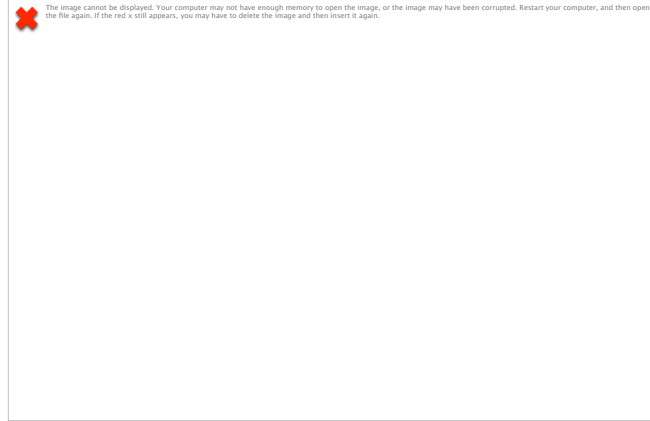 The image cannot be displayed. Your computer may not have enough memory to open the image, or the image may have been corrupted. Restart your computer, and then open
the file again. If the red x still appears, you may have to delete the image and then insert it again.